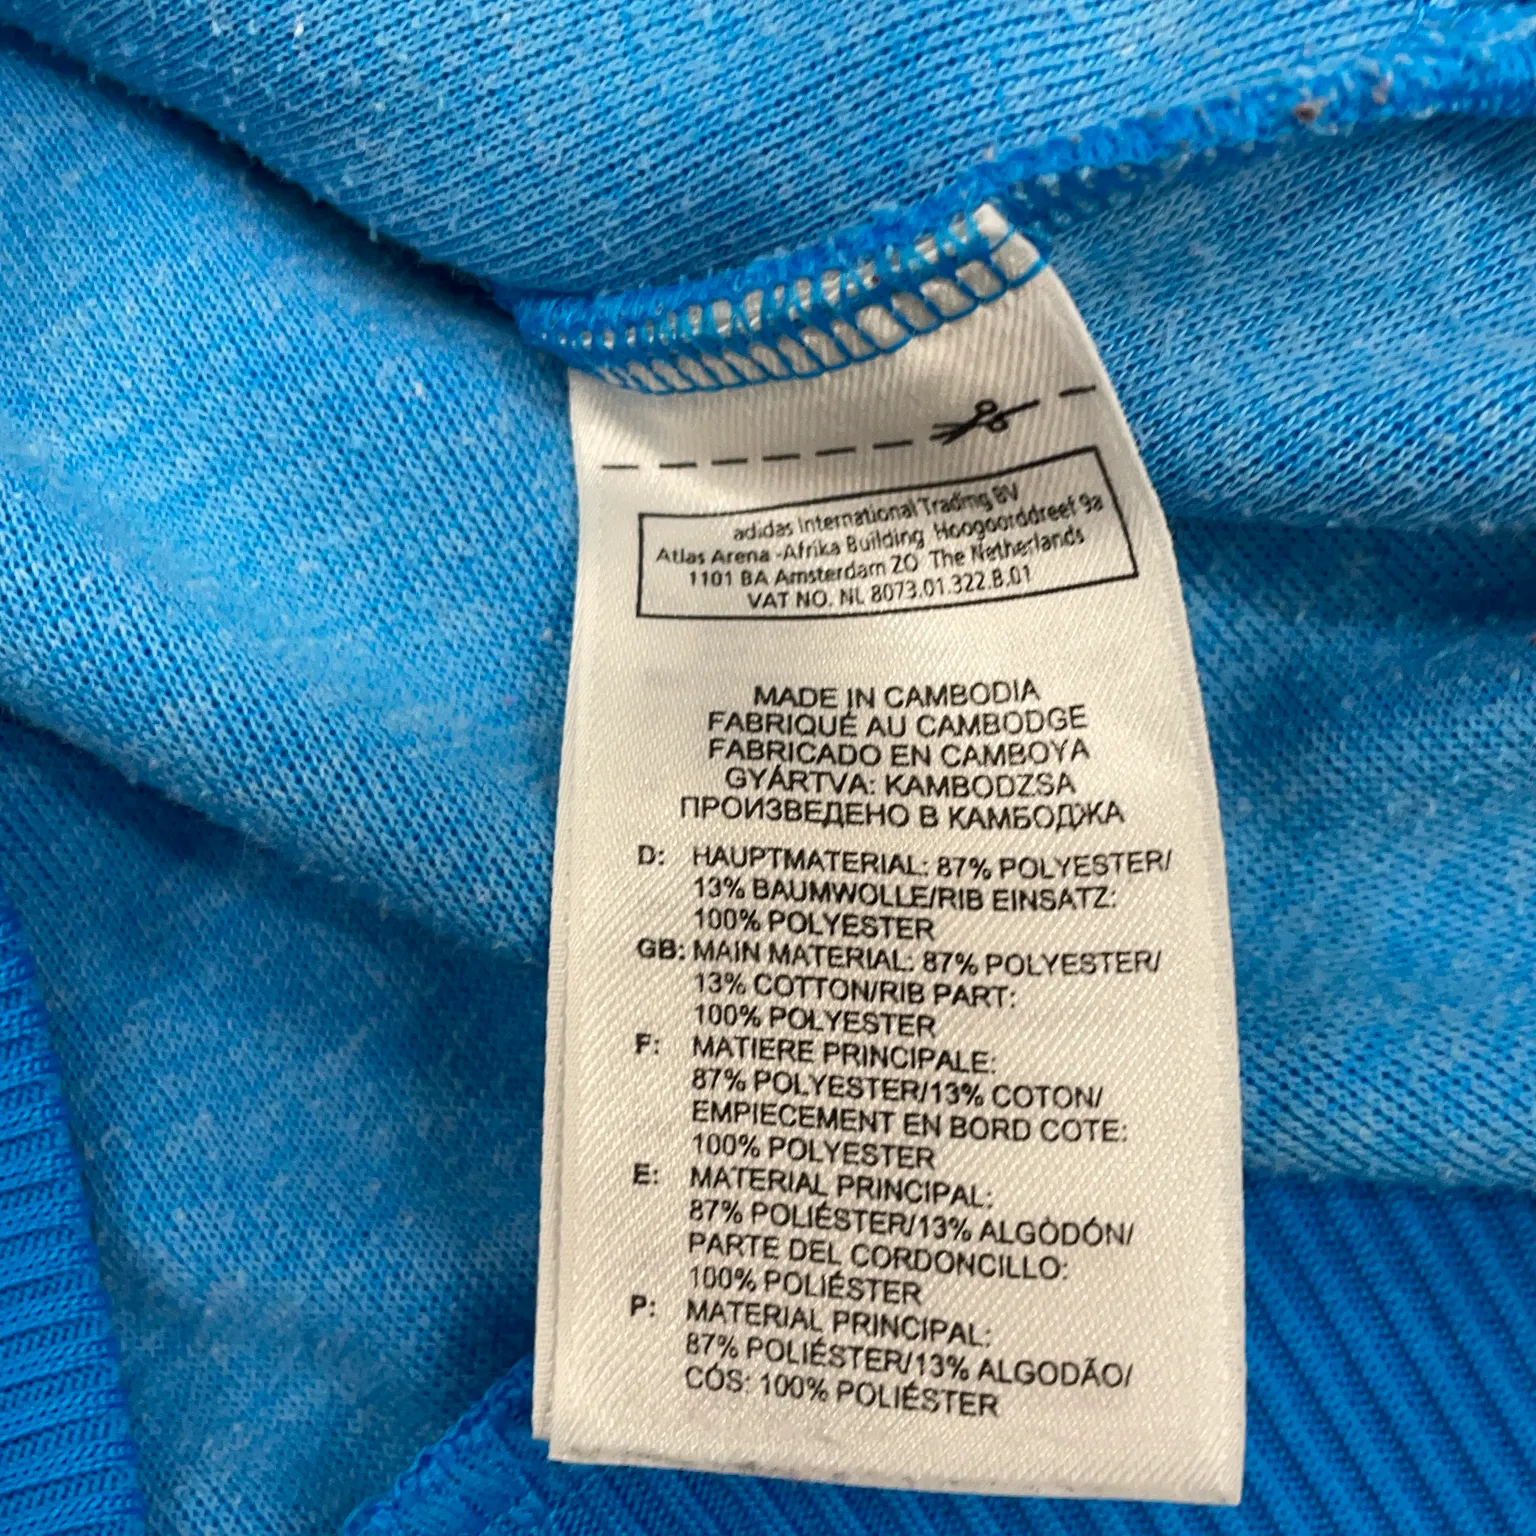 adidas International Trading BV
Atlas Arena -Afrika Building Hoogoorddreef 9a
1101 BA Amsterdam ZO The Netherlands
VAT NO. NL 8073.01.322.B.01
MADE IN CAMBODIA
FABRIQUÉ AU CAMBODGE
FABRICADO EN CAMBOYA
GYÁRTVA: KAMBODZSA
ПРОИЗВЕДЕНО В КАМБОДЖА
D: HAUPTMATERIAL: 87% POLYESTER/
13% BAUMWOLLE/RIB EINSATZ:
100% POLYESTER
GB: MAIN MATERIAL: 87% POLYESTER/
13% COTTON/RIB PART:
100% POLYESTER
F: MATIERE PRINCIPALE:
87% POLYESTER/13% COTON/
EMPIECEMENT EN BORD COTE:
100% POLYESTER
E: MATERIAL PRINCIPAL:
87% POLIÉSTER/13% ALGODÓN/
PARTE DEL CORDONCILLO:
100% POLIÉSTER
P: MATERIAL PRINCIPAL:
87% POLIÉSTER/13% ALGODÃO/
CÓS: 100% POLIÉSTER